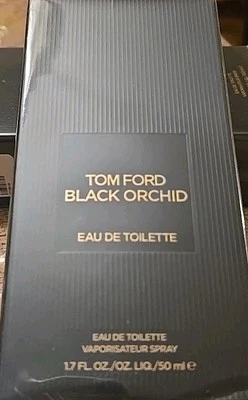 TOM FORD
BLACK ORCHID
EAU DE TOILETTE
EAU DE TOILETTE
VAPORISATEUR SPRAY
1.7 FL. OZ./OZ. LIQ./50 ml e